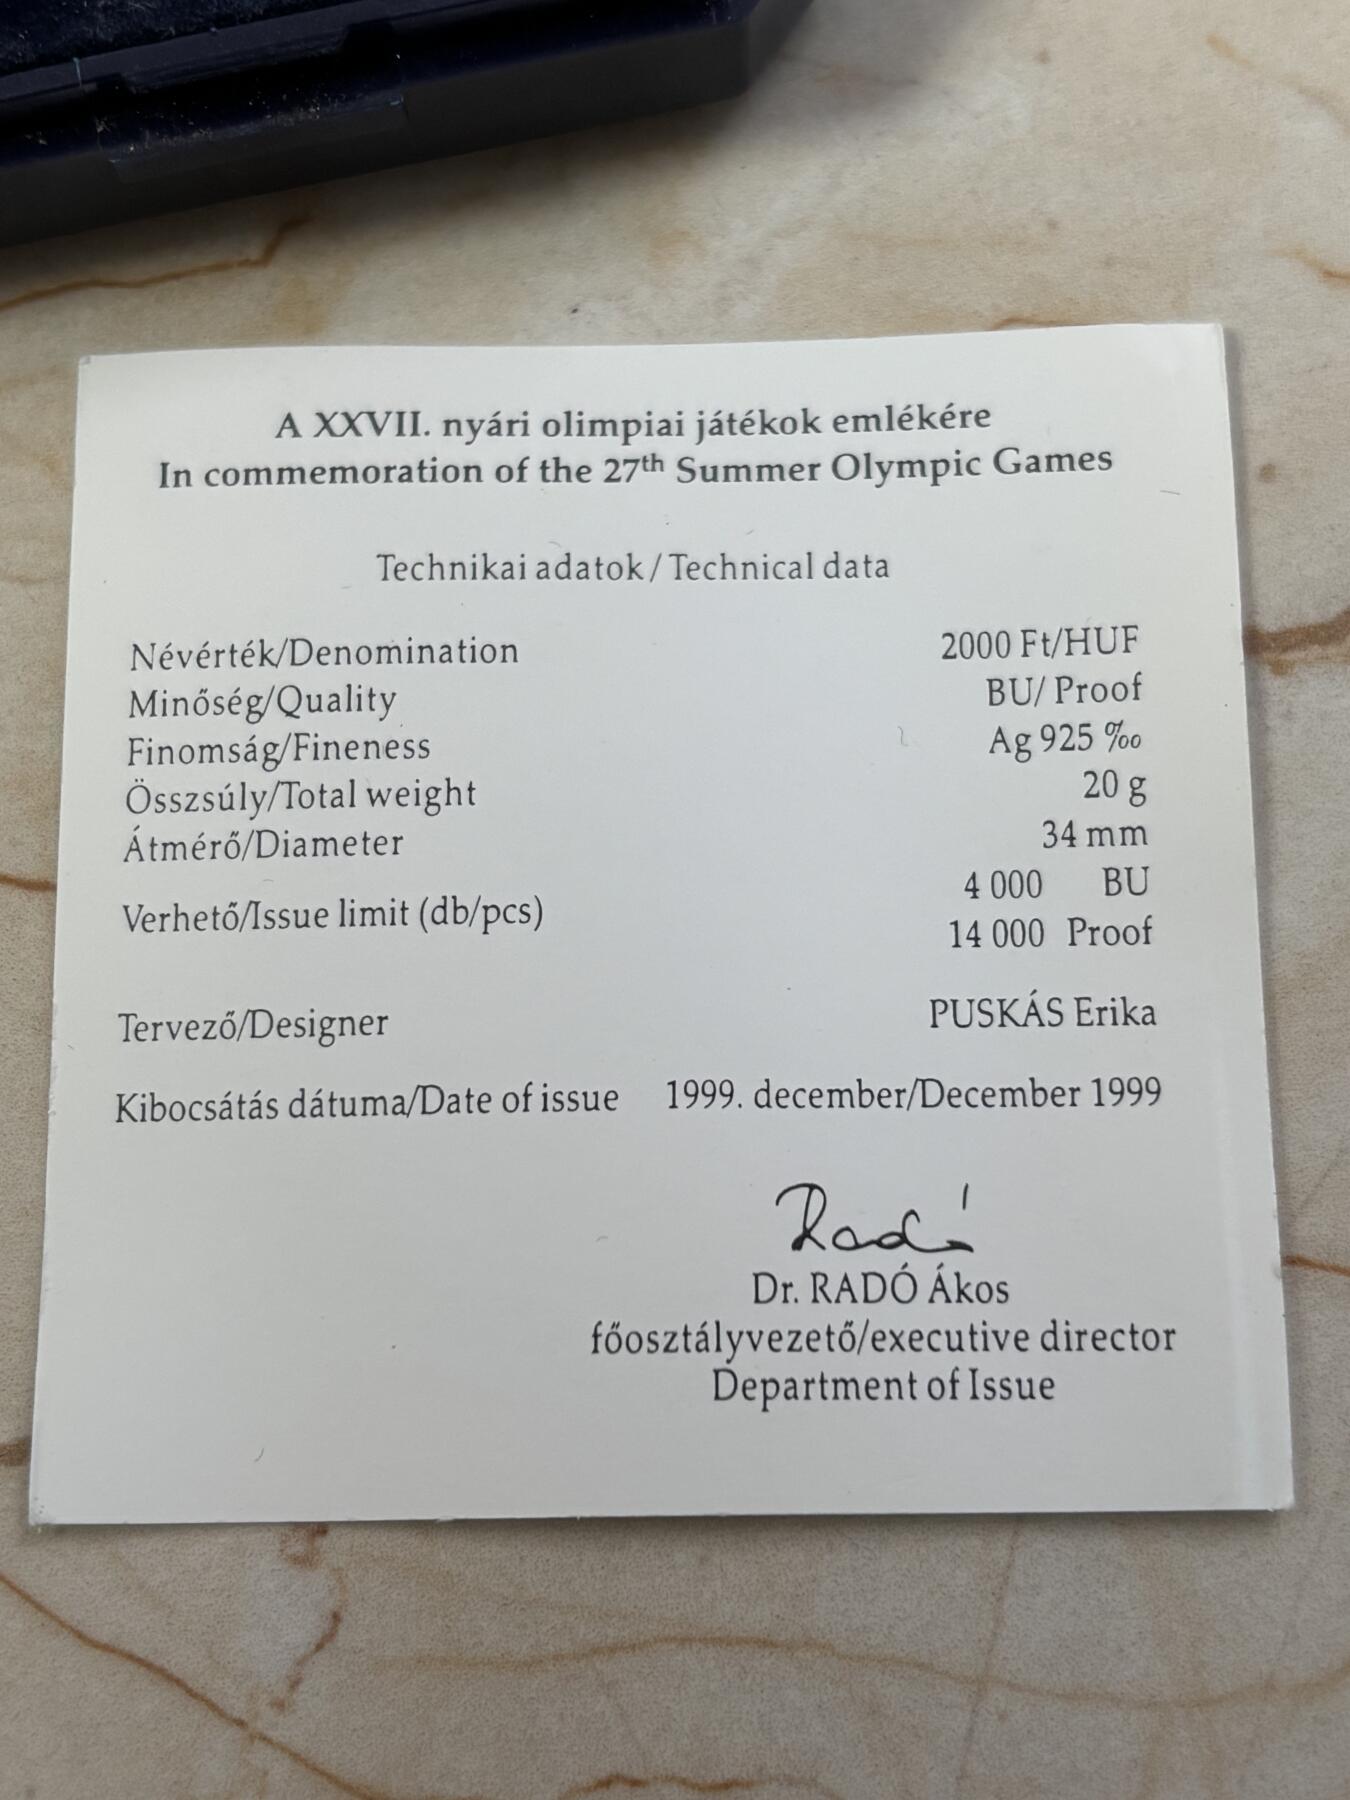 A XXVII. nyári olimpiai játékok emlékére
In commemoration of the 27th Summer Olympic Games
Technikai adatok / Technical data
Névérték/Denomination 2000 Ft/HUF
Minőség/Quality BU/ Proof
Finomság/Fineness Ag 925 ‰
Összsúly/Total weight 20 g
Átmérő/Diameter 34 mm
Verhető/Issue limit (db/pcs) 4 000 BU
14 000 Proof
Tervező/Designer PUSKÁS Erika
Kibocsátás dátuma/Date of issue 1999. december/December 1999
Radó
Dr. RADÓ Ákos
főosztályvezető/executive director
Department of Issue